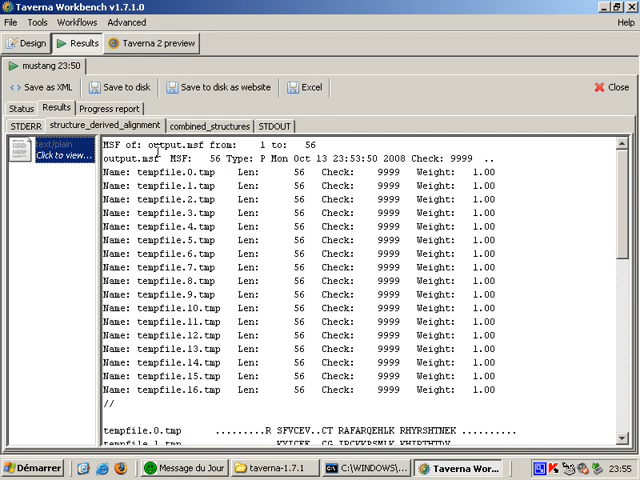 Taverna Workbench v1.7.1.0
File Tools Workflows Advanced Help
Design Results Taverna 2 preview
mustang 23:50
Save as XML Save to disk Save to disk as website Excel Close
Status Results Progress report
STDERR structure_derived_alignment combined_structures STDOUT
text/plain
Click to view...
MSF of: output.msf from: 1 to: 56
output.msf MSF: 56 Type: P Mon Oct 13 23:53:50 2008 Check: 9999 ..
Name: tempfile.0.tmp Len: 56 Check: 9999 Weight: 1.00
Name: tempfile.1.tmp Len: 56 Check: 9999 Weight: 1.00
Name: tempfile.2.tmp Len: 56 Check: 9999 Weight: 1.00
Name: tempfile.3.tmp Len: 56 Check: 9999 Weight: 1.00
Name: tempfile.4.tmp Len: 56 Check: 9999 Weight: 1.00
Name: tempfile.5.tmp Len: 56 Check: 9999 Weight: 1.00
Name: tempfile.6.tmp Len: 56 Check: 9999 Weight: 1.00
Name: tempfile.7.tmp Len: 56 Check: 9999 Weight: 1.00
Name: tempfile.8.tmp Len: 56 Check: 9999 Weight: 1.00
Name: tempfile.9.tmp Len: 56 Check: 9999 Weight: 1.00
Name: tempfile.10.tmp Len: 56 Check: 9999 Weight: 1.00
Name: tempfile.11.tmp Len: 56 Check: 9999 Weight: 1.00
Name: tempfile.12.tmp Len: 56 Check: 9999 Weight: 1.00
Name: tempfile.13.tmp Len: 56 Check: 9999 Weight: 1.00
Name: tempfile.14.tmp Len: 56 Check: 9999 Weight: 1.00
Name: tempfile.15.tmp Len: 56 Check: 9999 Weight: 1.00
Name: tempfile.16.tmp Len: 56 Check: 9999 Weight: 1.00
//
tempfile.0.tmp .........R SFVCEV..CT RAFARQEHLK RHYRSHTNEK ..........
tempfile.1.tmp
Démarrer Message du Jour taverna-1.7.1 C:\WINDOWS\... Taverna Wor... 23:55